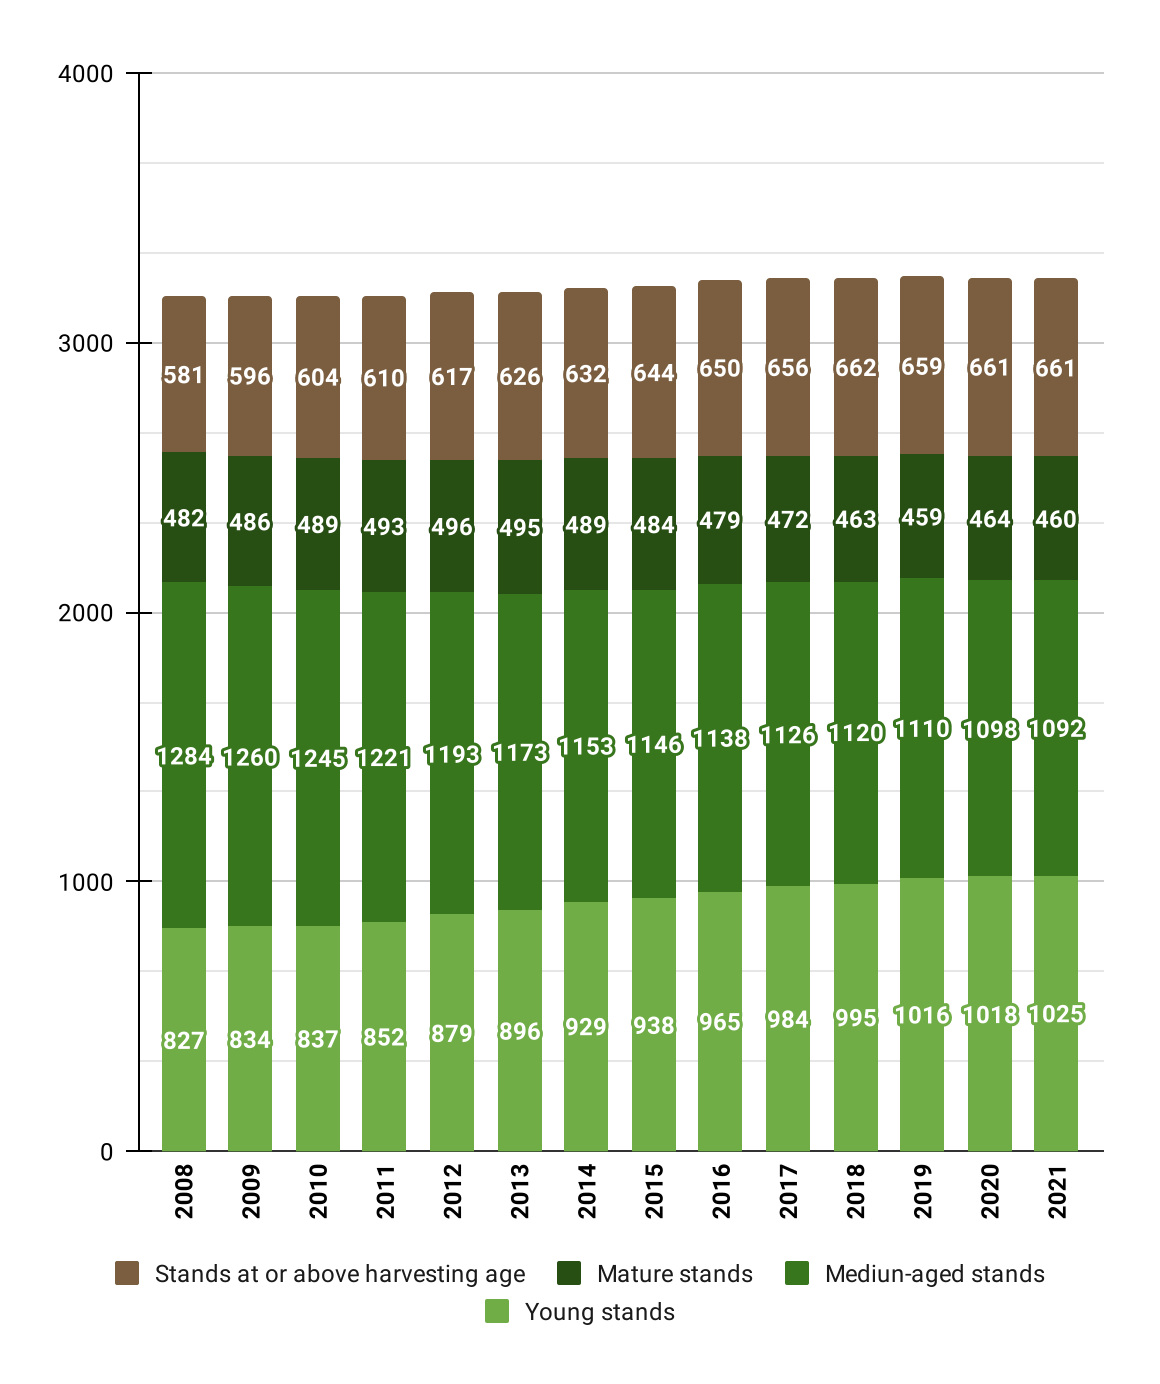 4000
3000
2000
1000
0
581 596 604 610 617 626 632 644 650 656 662 659 661 661
482 486 489 493 496 495 489 484 479 472 463 459 464 460
1284 1260 1245 1221 1193 1173 1153 1146 1138 1126 1120 1110 1098 1092
827 834 837 852 879 896 929 938 965 984 995 1016 1018 1025
2008 2009 2010 2011 2012 2013 2014 2015 2016 2017 2018 2019 2020 2021
Stands at or above harvesting age Mature stands Mediun-aged stands
Young stands